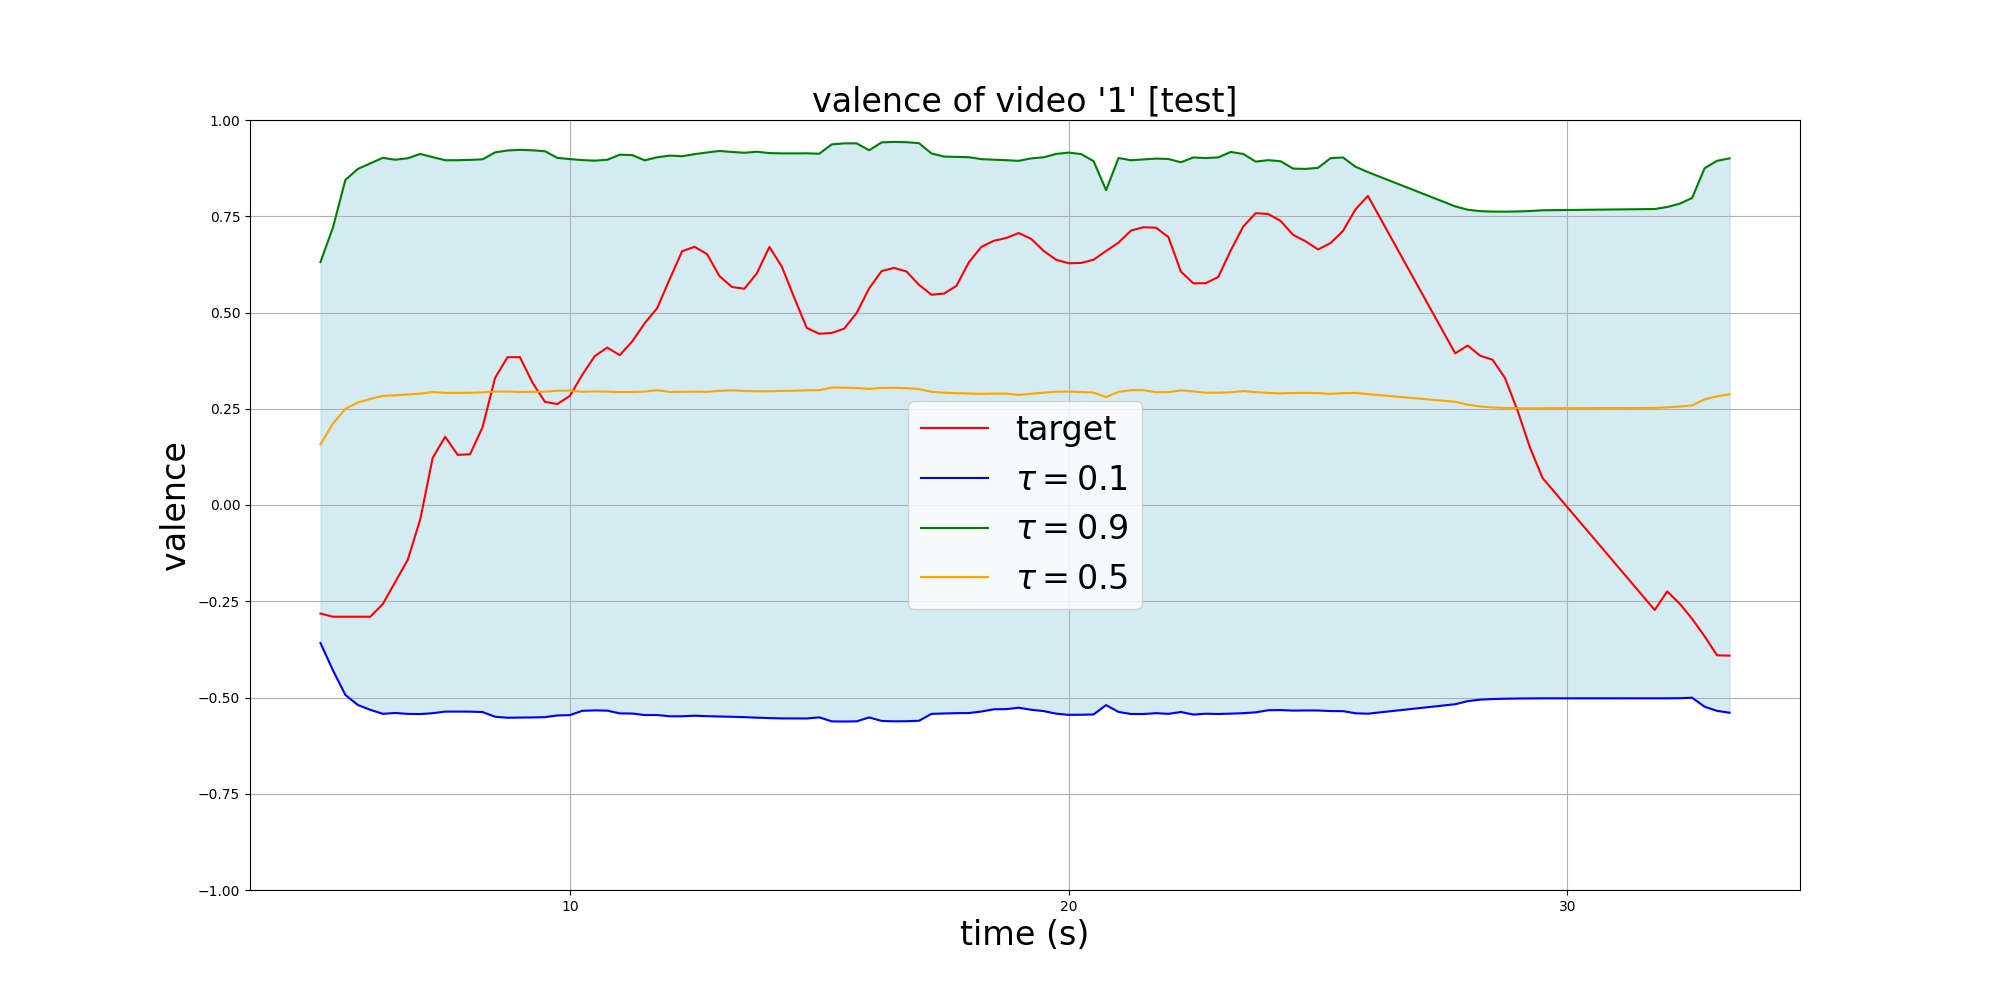 valence of video '1' [test]
1.00
0.75
0.50
0.25
0.00
−0.25
−0.50
−0.75
−1.00
valence
target
τ = 0.1
τ = 0.9
τ = 0.5
10 20 30
time (s)